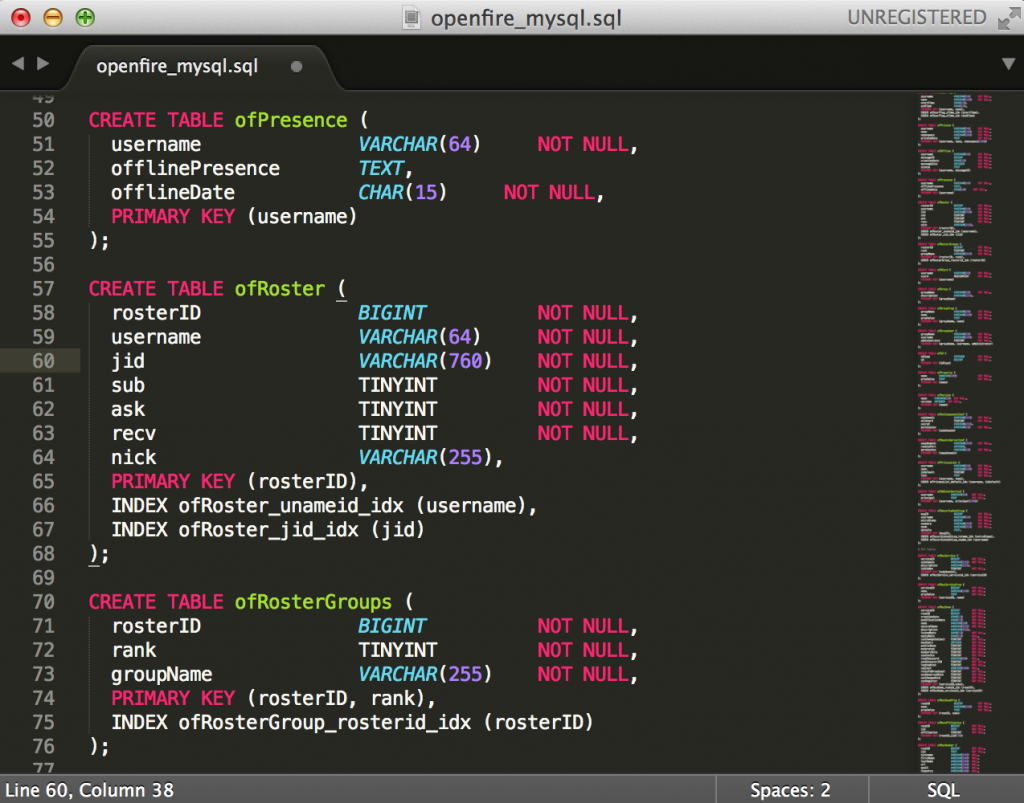 openfire_mysql.sql
UNREGISTERED
openfire_mysql.sql
49
50 CREATE TABLE ofPresence (
51 username VARCHAR(64) NOT NULL,
52 offlinePresence TEXT,
53 offlineDate CHAR(15) NOT NULL,
54 PRIMARY KEY (username)
55 );
56
57 CREATE TABLE ofRoster (
58 rosterID BIGINT NOT NULL,
59 username VARCHAR(64) NOT NULL,
60 jid VARCHAR(760) NOT NULL,
61 sub TINYINT NOT NULL,
62 ask TINYINT NOT NULL,
63 recv TINYINT NOT NULL,
64 nick VARCHAR(255),
65 PRIMARY KEY (rosterID),
66 INDEX ofRoster_unameid_idx (username),
67 INDEX ofRoster_jid_idx (jid)
68 );
69
70 CREATE TABLE ofRosterGroups (
71 rosterID BIGINT NOT NULL,
72 rank TINYINT NOT NULL,
73 groupName VARCHAR(255) NOT NULL,
74 PRIMARY KEY (rosterID, rank),
75 INDEX ofRosterGroup_rosterid_idx (rosterID)
76 );
77
Line 60, Column 38
Spaces: 2
SQL